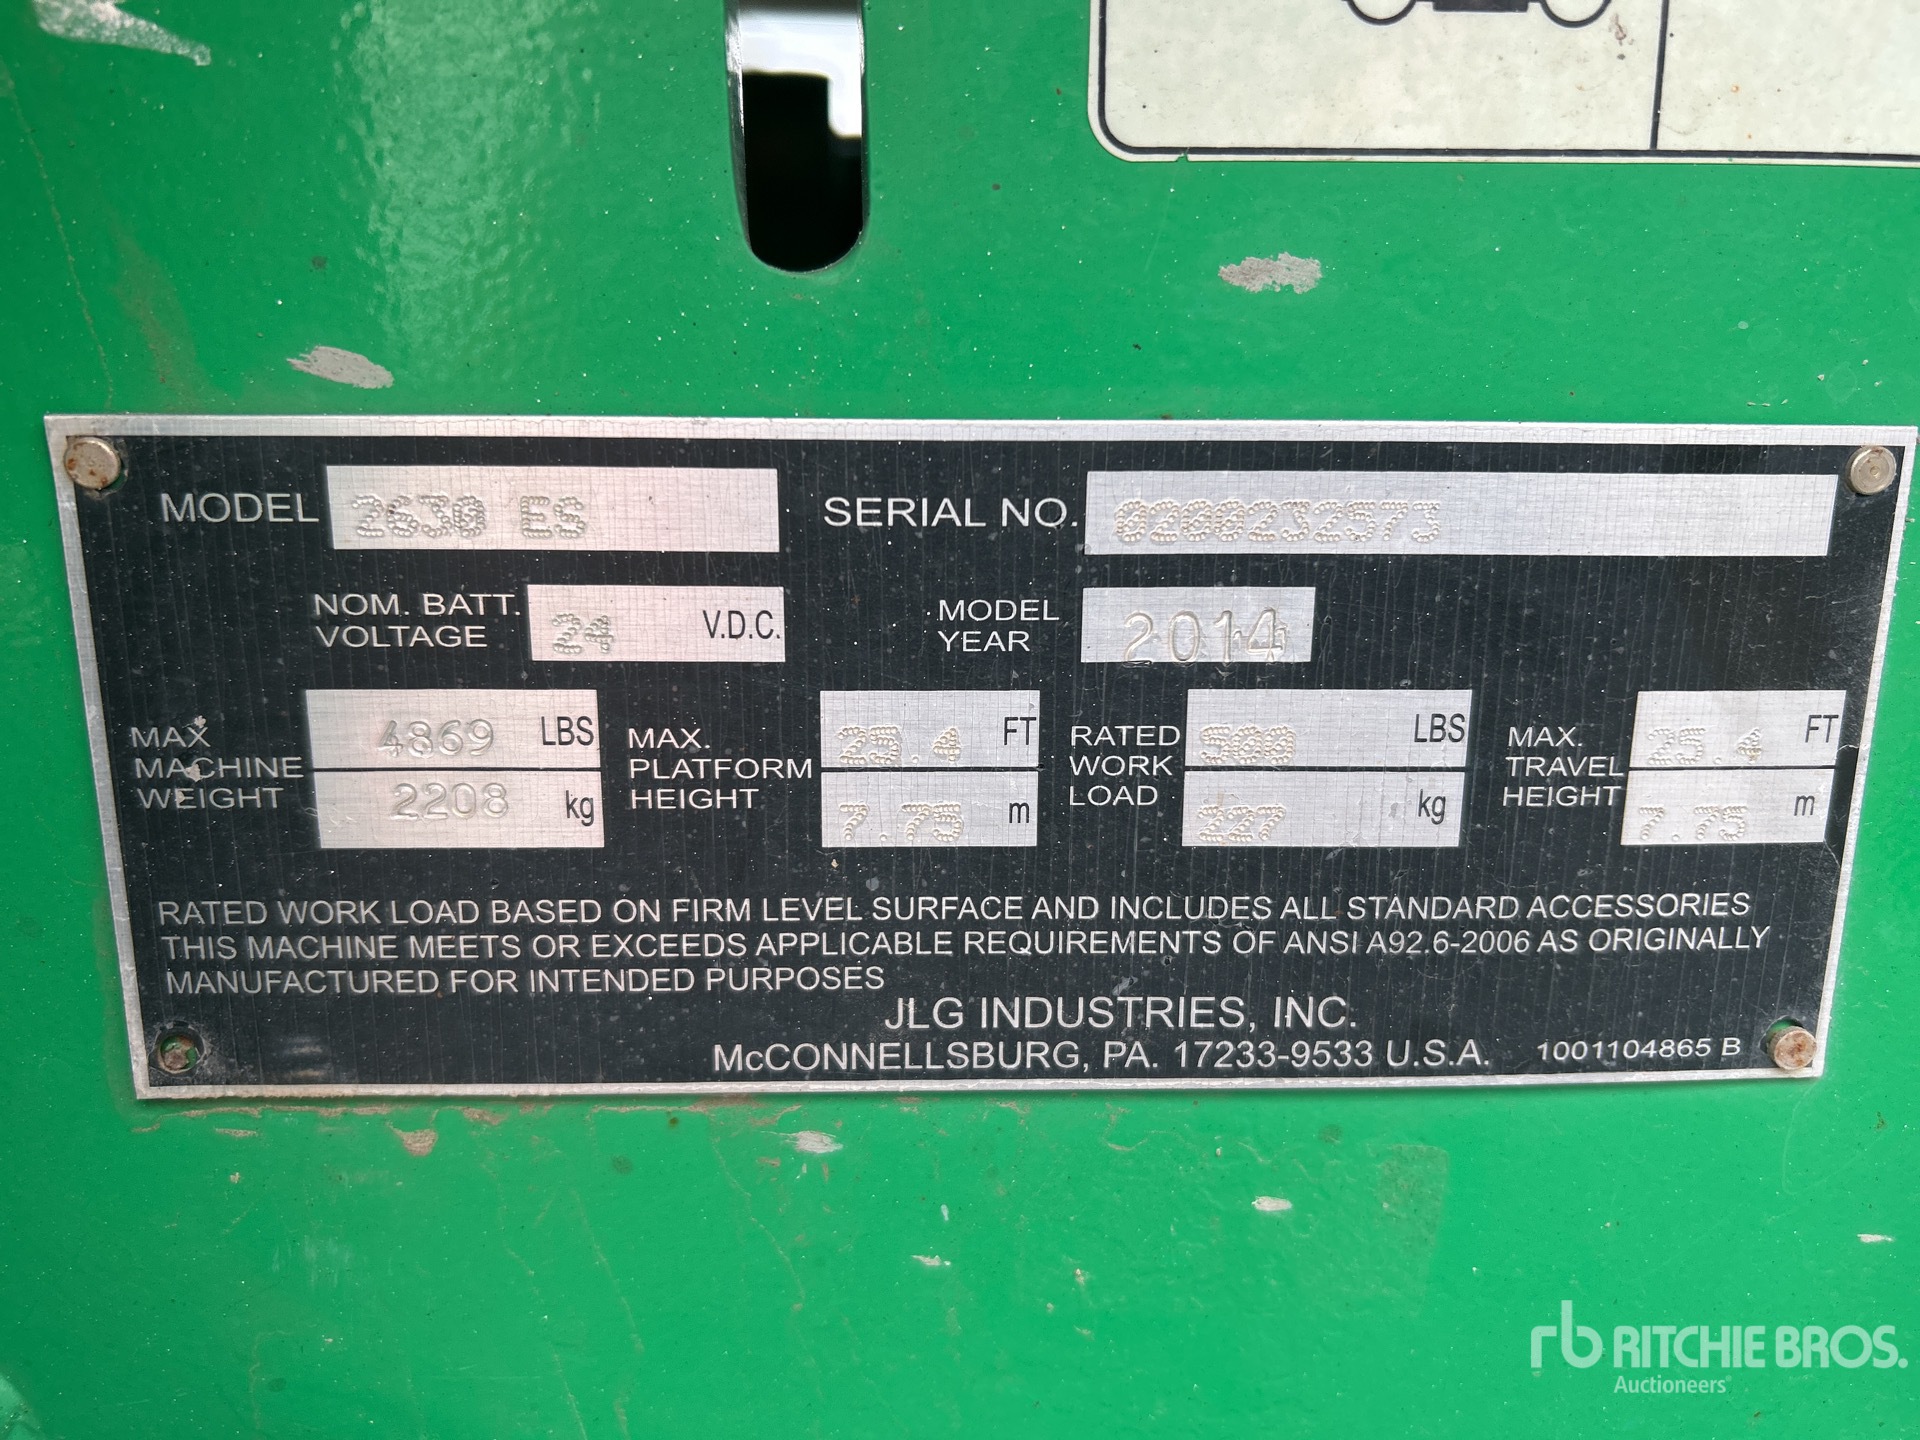 MODEL 2630 ES SERIAL NO. 0200232573
NOM. BATT. VOLTAGE 24 V.D.C. MODEL YEAR 2014
MAX MACHINE WEIGHT 4869 LBS 2208 kg
MAX. PLATFORM HEIGHT 25.4 FT 7.75 m
RATED WORK LOAD 500 LBS 227 kg
MAX. TRAVEL HEIGHT 25.4 FT 7.75 m
RATED WORK LOAD BASED ON FIRM LEVEL SURFACE AND INCLUDES ALL STANDARD ACCESSORIES
THIS MACHINE MEETS OR EXCEEDS APPLICABLE REQUIREMENTS OF ANSI A92.6-2006 AS ORIGINALLY
MANUFACTURED FOR INTENDED PURPOSES
JLG INDUSTRIES, INC.
McCONNELLSBURG, PA. 17233-9533 U.S.A. 1001104865 B
rb RITCHIE BROS.
Auctioneers